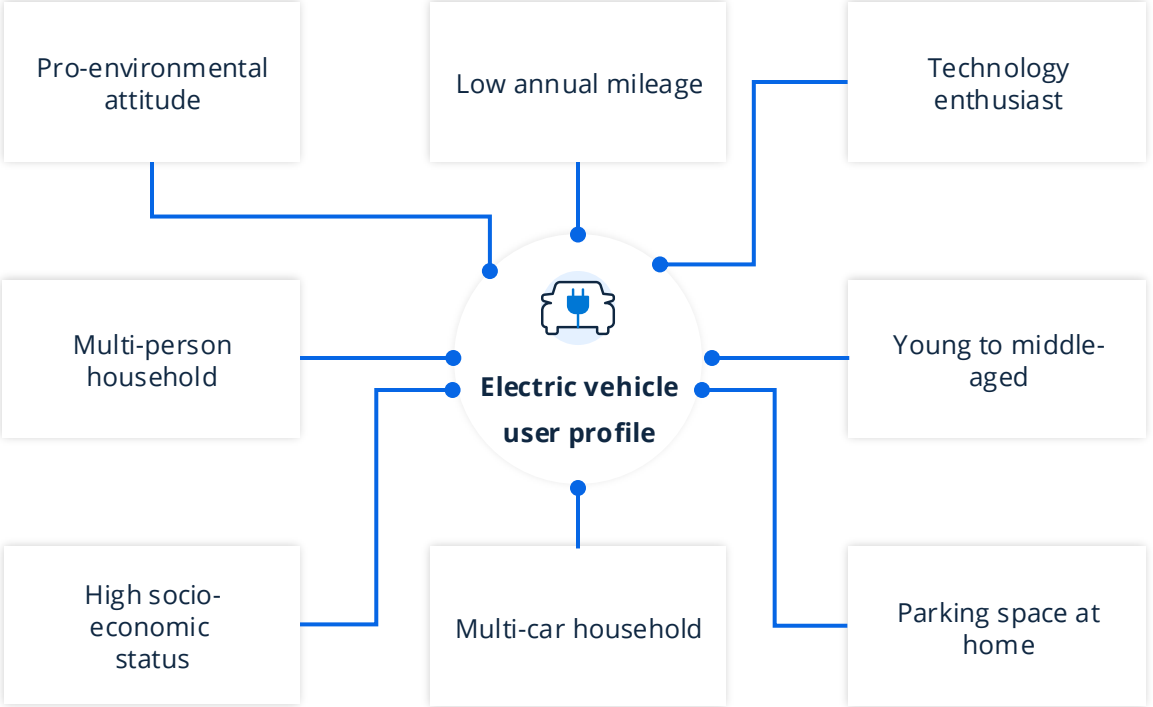 Pro-environmental
attitude
Low annual mileage
Technology
enthusiast
Multi-person
household
Electric vehicle
user profile
Young to middle-
aged
High socio-
economic
status
Multi-car household
Parking space at
home